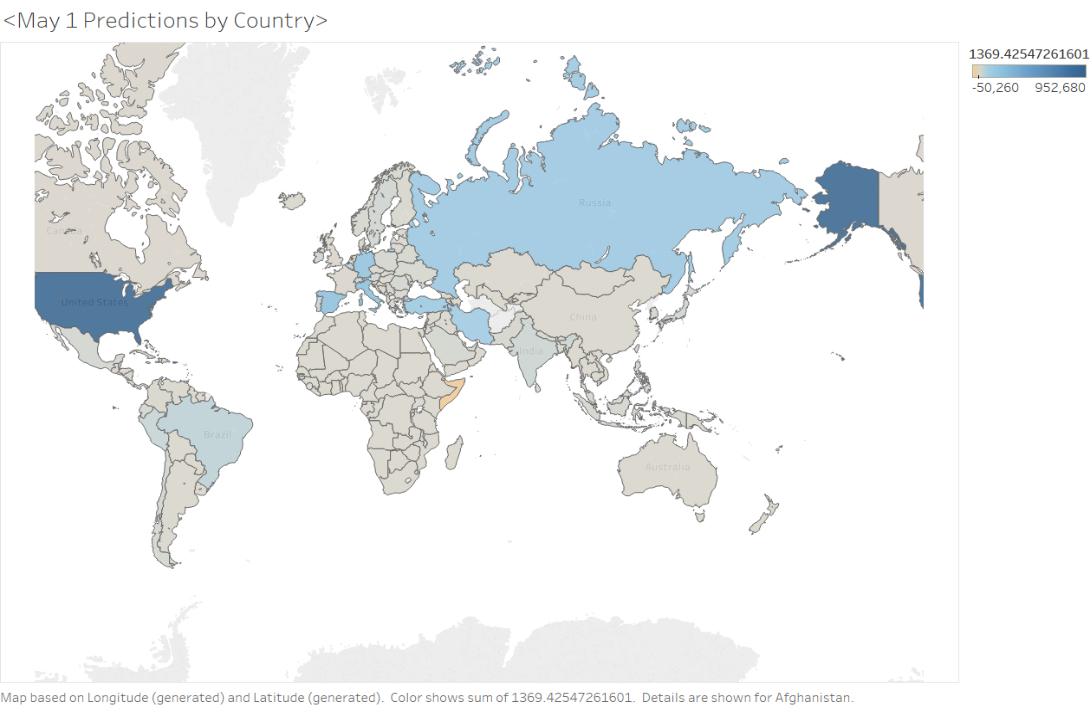 <May 1 Predictions by Country>
1369.42547261601
-50,260 952,680
Russia
Canada
United States
China
India
Brazil
Australia
Map based on Longitude (generated) and Latitude (generated). Color shows sum of 1369.42547261601. Details are shown for Afghanistan.